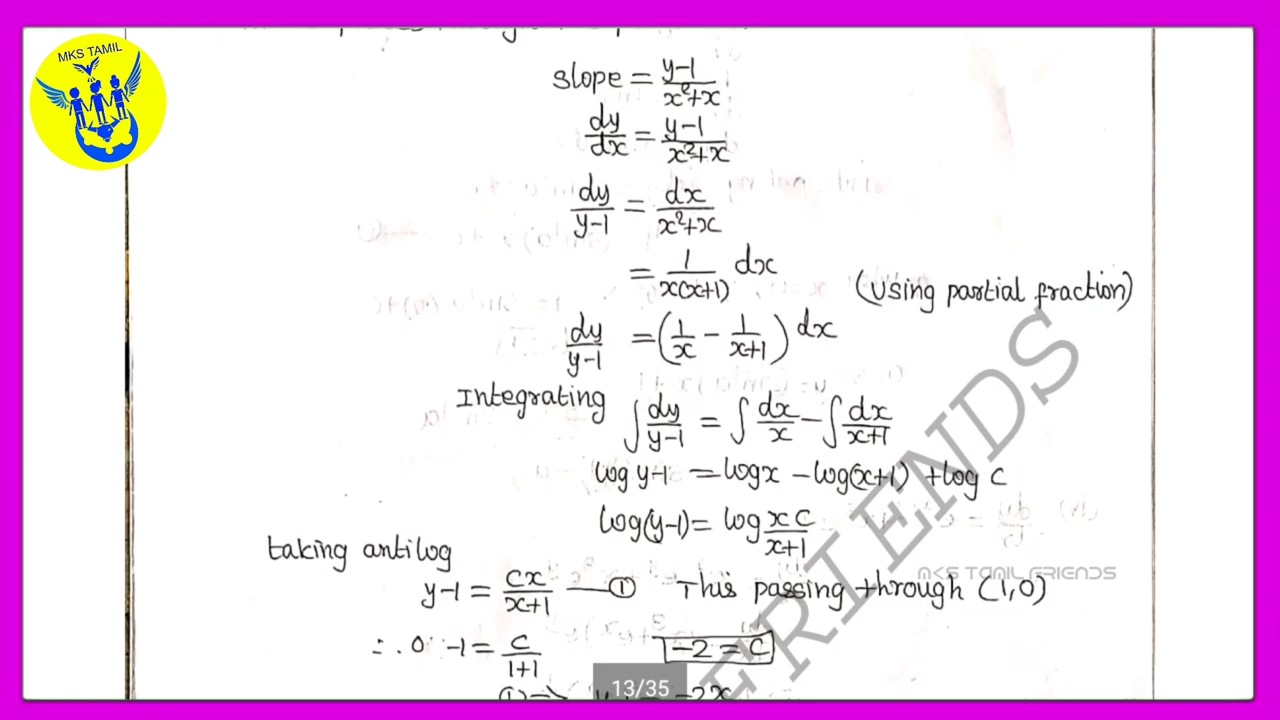 MKS TAMIL
slope = y-1/x²+x
dy/dx = y-1/x²+x
dy/y-1 = dx/x²+x
= 1/x(x+1) dx (using partial fraction)
dy/y-1 = (1/x - 1/x+1) dx
Integrating ∫dy/y-1 = ∫dx/x - ∫dx/x+1
log y-1 = log x - log(x+1) + log c
log(y-1) = log xc/x+1
taking antilog
y-1 = cx/x+1 — ① This passing through (1,0)
∴ 0 -1 = c/1+1 -2 = c
FRIENDS
MKS TAMIL FRIENDS
13/35